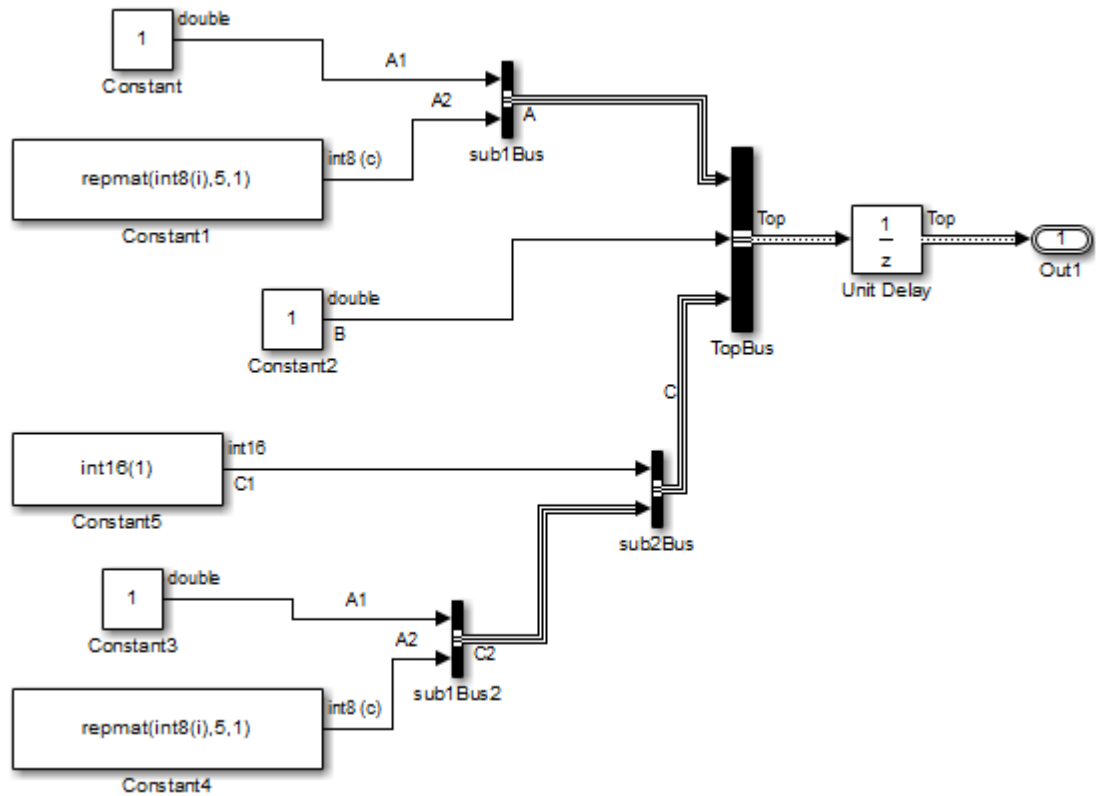 double
1
Constant
A1
A2
A
sub1Bus
repmat(int8(i),5,1)
int8 (c)
Constant1
Top
1
z
Unit Delay
Top
1
Out1
double
1
B
Constant2
TopBus
C
int16
int16(1)
C1
Constant5
sub2Bus
double
1
Constant3
A1
A2
C2
sub1Bus2
repmat(int8(i),5,1)
int8 (c)
Constant4